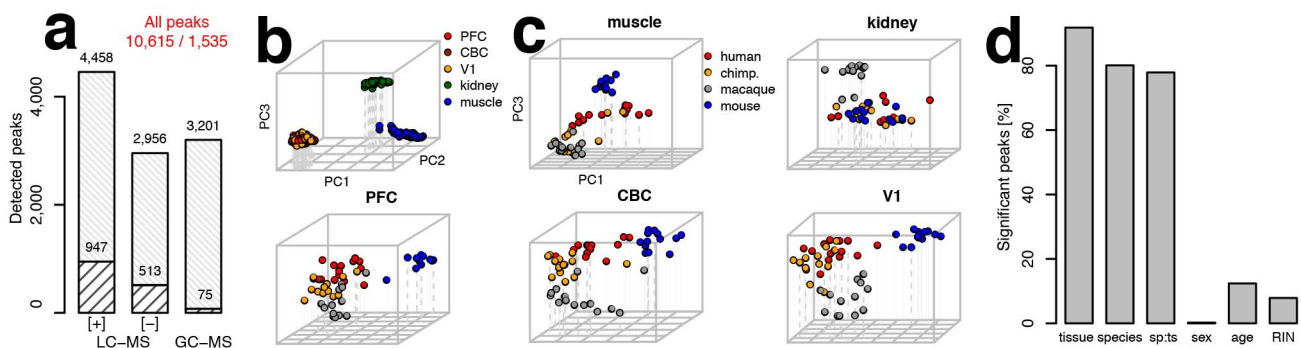 a
All peaks
10,615 / 1,535
4,458
2,956
3,201
947
513
75
Detected peaks
0
2,000
4,000
[+]
[−]
LC−MS
GC−MS
b
PFC
CBC
V1
kidney
muscle
PC3
PC1
PC2
c
muscle
kidney
human
chimp.
macaque
mouse
PC3
PC1
PFC
CBC
V1
d
Significant peaks [%]
0
20
40
60
80
tissue
species
sp:ts
sex
age
RIN